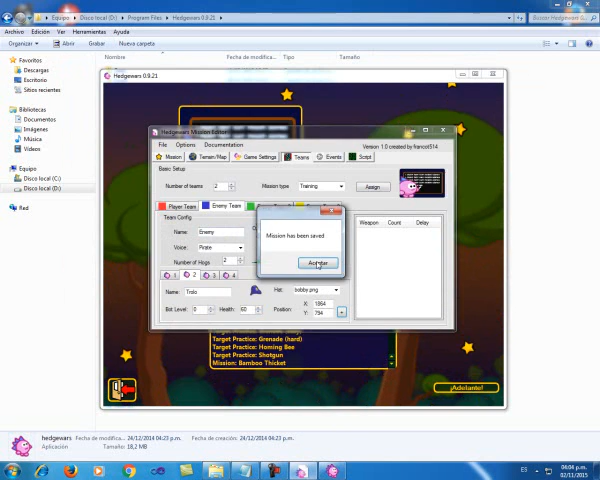 Equipo ▸ Disco local (D:) ▸ Program Files ▸ Hedgewars 0.9.21 ▸
Buscar Hedgewars 0...
Archivo Edición Ver Herramientas Ayuda
Organizar Abrir Grabar Nueva carpeta
Nombre Fecha de modifica... Tipo Tamaño
Favoritos
Descargas
Escritorio
Sitios recientes
Bibliotecas
Documentos
Imágenes
Música
Vídeos
Equipo
Disco local (C:)
Disco local (D:)
Red
Hedgewars 0.9.21
Hedgewars Mission Editor
File Options Documentation
Version 1.0 created by francot514
Mission Terrain/Map Game Settings Teams Events Script
Basic Setup
Number of teams 2 Mission type Training Assign
Player Team Enemy Team
Team Config
Name: Enemy
Voice: Pirate
Number of Hogs 2
1 2 3 4
Name: Trolo
Hat: bobby.png
Bot Level: 0 Health: 60 Position: X: 1864
Y: 794
Weapon Count Delay
Mission has been saved
Aceptar
Target Practice: Grenade (hard)
Target Practice: Homing Bee
Target Practice: Shotgun
Mission: Bamboo Thicket
¡Adelante!
hedgewars Fecha de modifica... 24/12/2014 04:23 p.m. Fecha de creación: 24/12/2014 04:23 p.m.
Aplicación Tamaño: 18,2 MB
ES
04:04 p.m.
02/11/2015